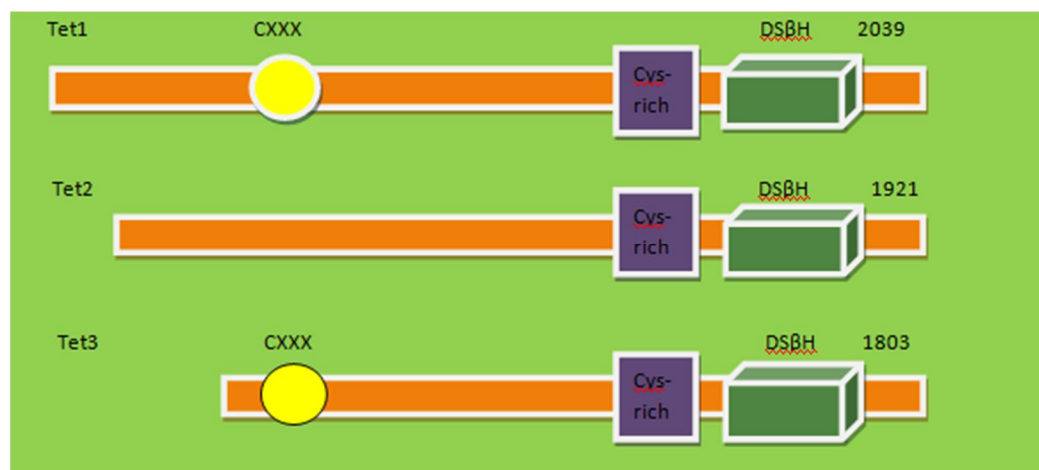 Tet1 CXXX DSβH 2039
Cys-
rich
Tet2 DSβH 1921
Cys-
rich
Tet3 CXXX DSβH 1803
Cys-
rich